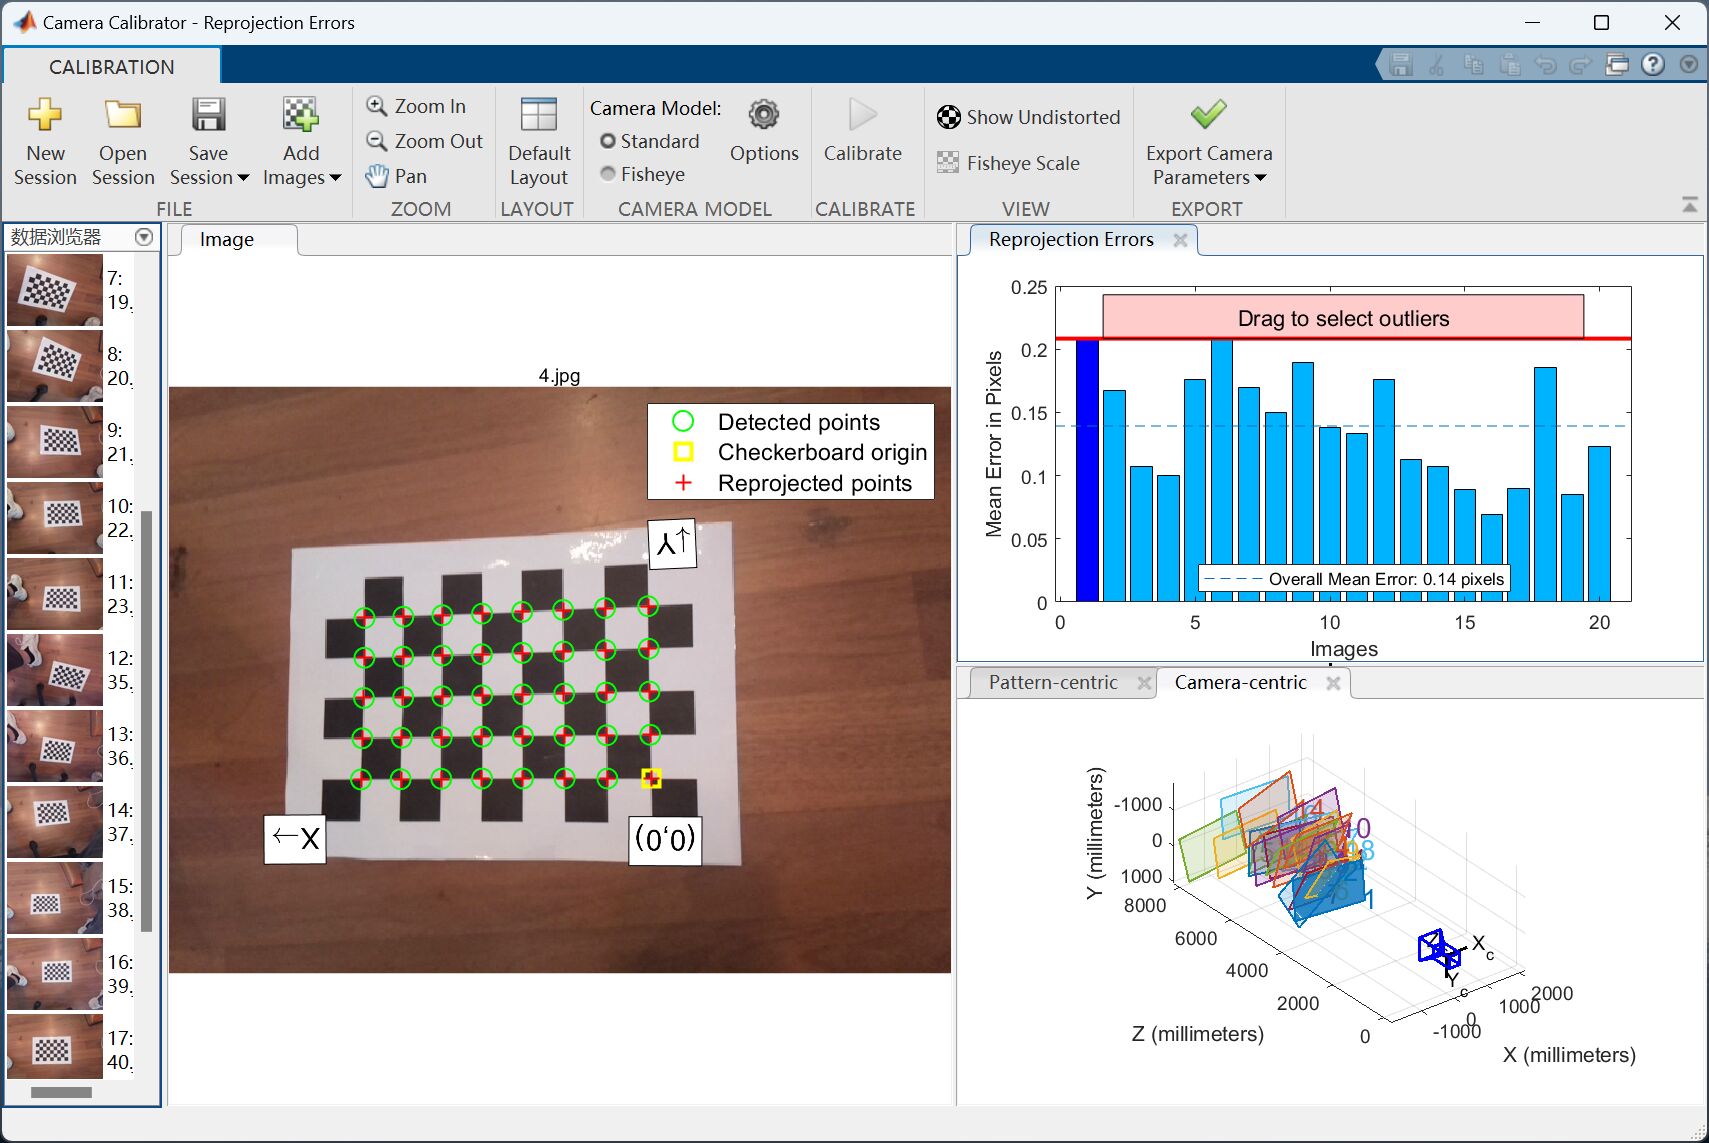 Camera Calibrator - Reprojection Errors
CALIBRATION
New Session
Open Session
Save Session
Add Images
FILE
Zoom In
Zoom Out
Pan
ZOOM
Default Layout
LAYOUT
Camera Model:
Standard
Fisheye
Options
CAMERA MODEL
Calibrate
CALIBRATE
Show Undistorted
Fisheye Scale
VIEW
Export Camera Parameters
EXPORT
数据浏览器
7:
19.
8:
20.
9:
21.
10:
22.
11:
23.
12:
35.
13:
36.
14:
37.
15:
38.
16:
39.
17:
40.
Image
4.jpg
Detected points
Checkerboard origin
Reprojected points
Y→
←X
(0,0)
Reprojection Errors
Drag to select outliers
Mean Error in Pixels
0.25
0.2
0.15
0.1
0.05
0
Overall Mean Error: 0.14 pixels
0 5 10 15 20
Images
Pattern-centric
Camera-centric
Y (millimeters)
-1000
0
1000
8000
6000
4000
2000
0
Z (millimeters)
-1000
0
1000
2000
X (millimeters)
Xc
Yc
1